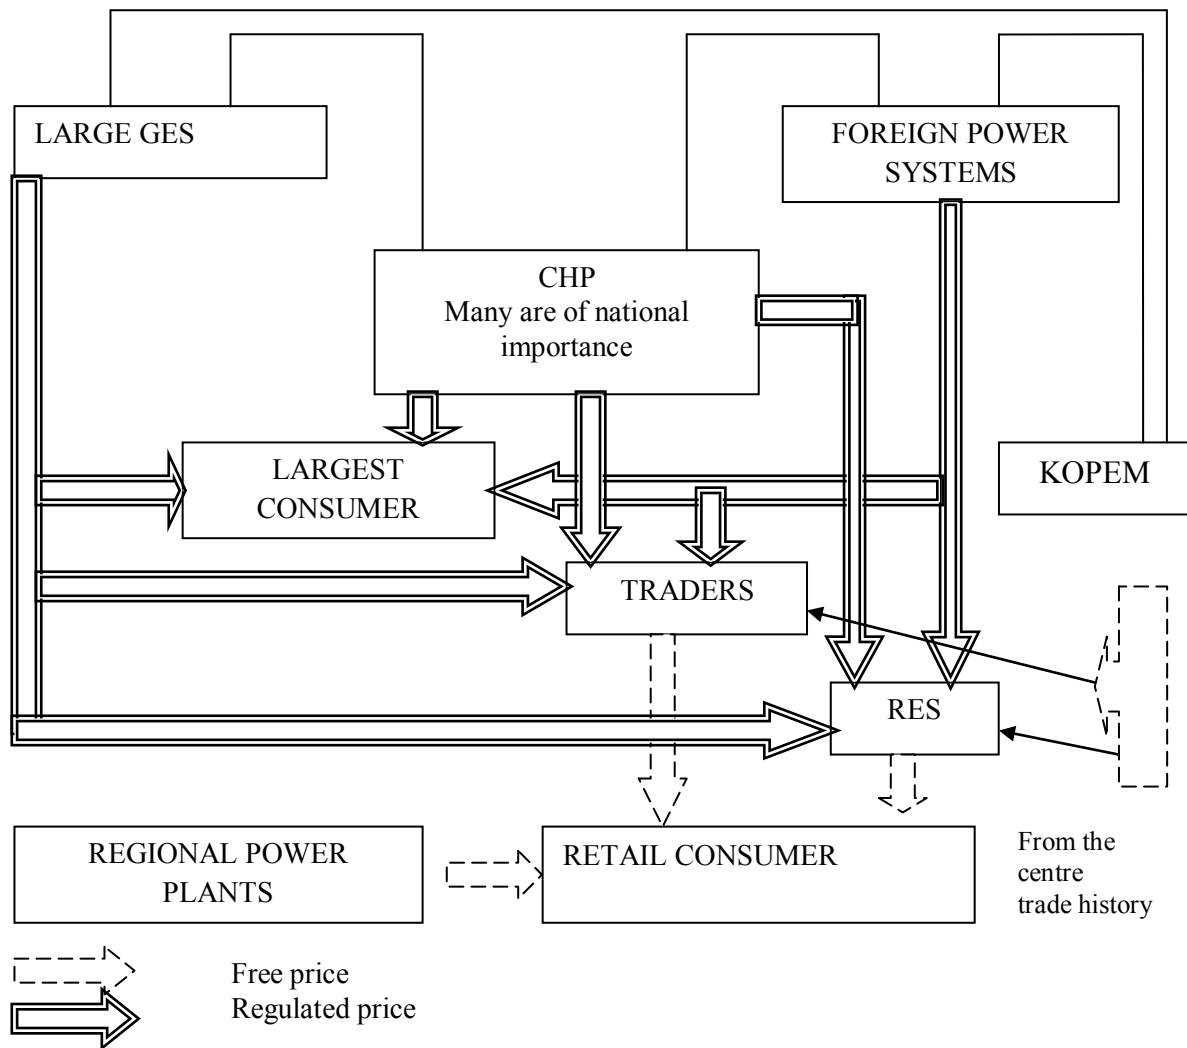 LARGE GES
FOREIGN POWER
SYSTEMS
CHP
Many are of national
importance
LARGEST
CONSUMER
KOPEM
TRADERS
RES
REGIONAL POWER
PLANTS
RETAIL CONSUMER
From the
centre
trade history
Free price
Regulated price